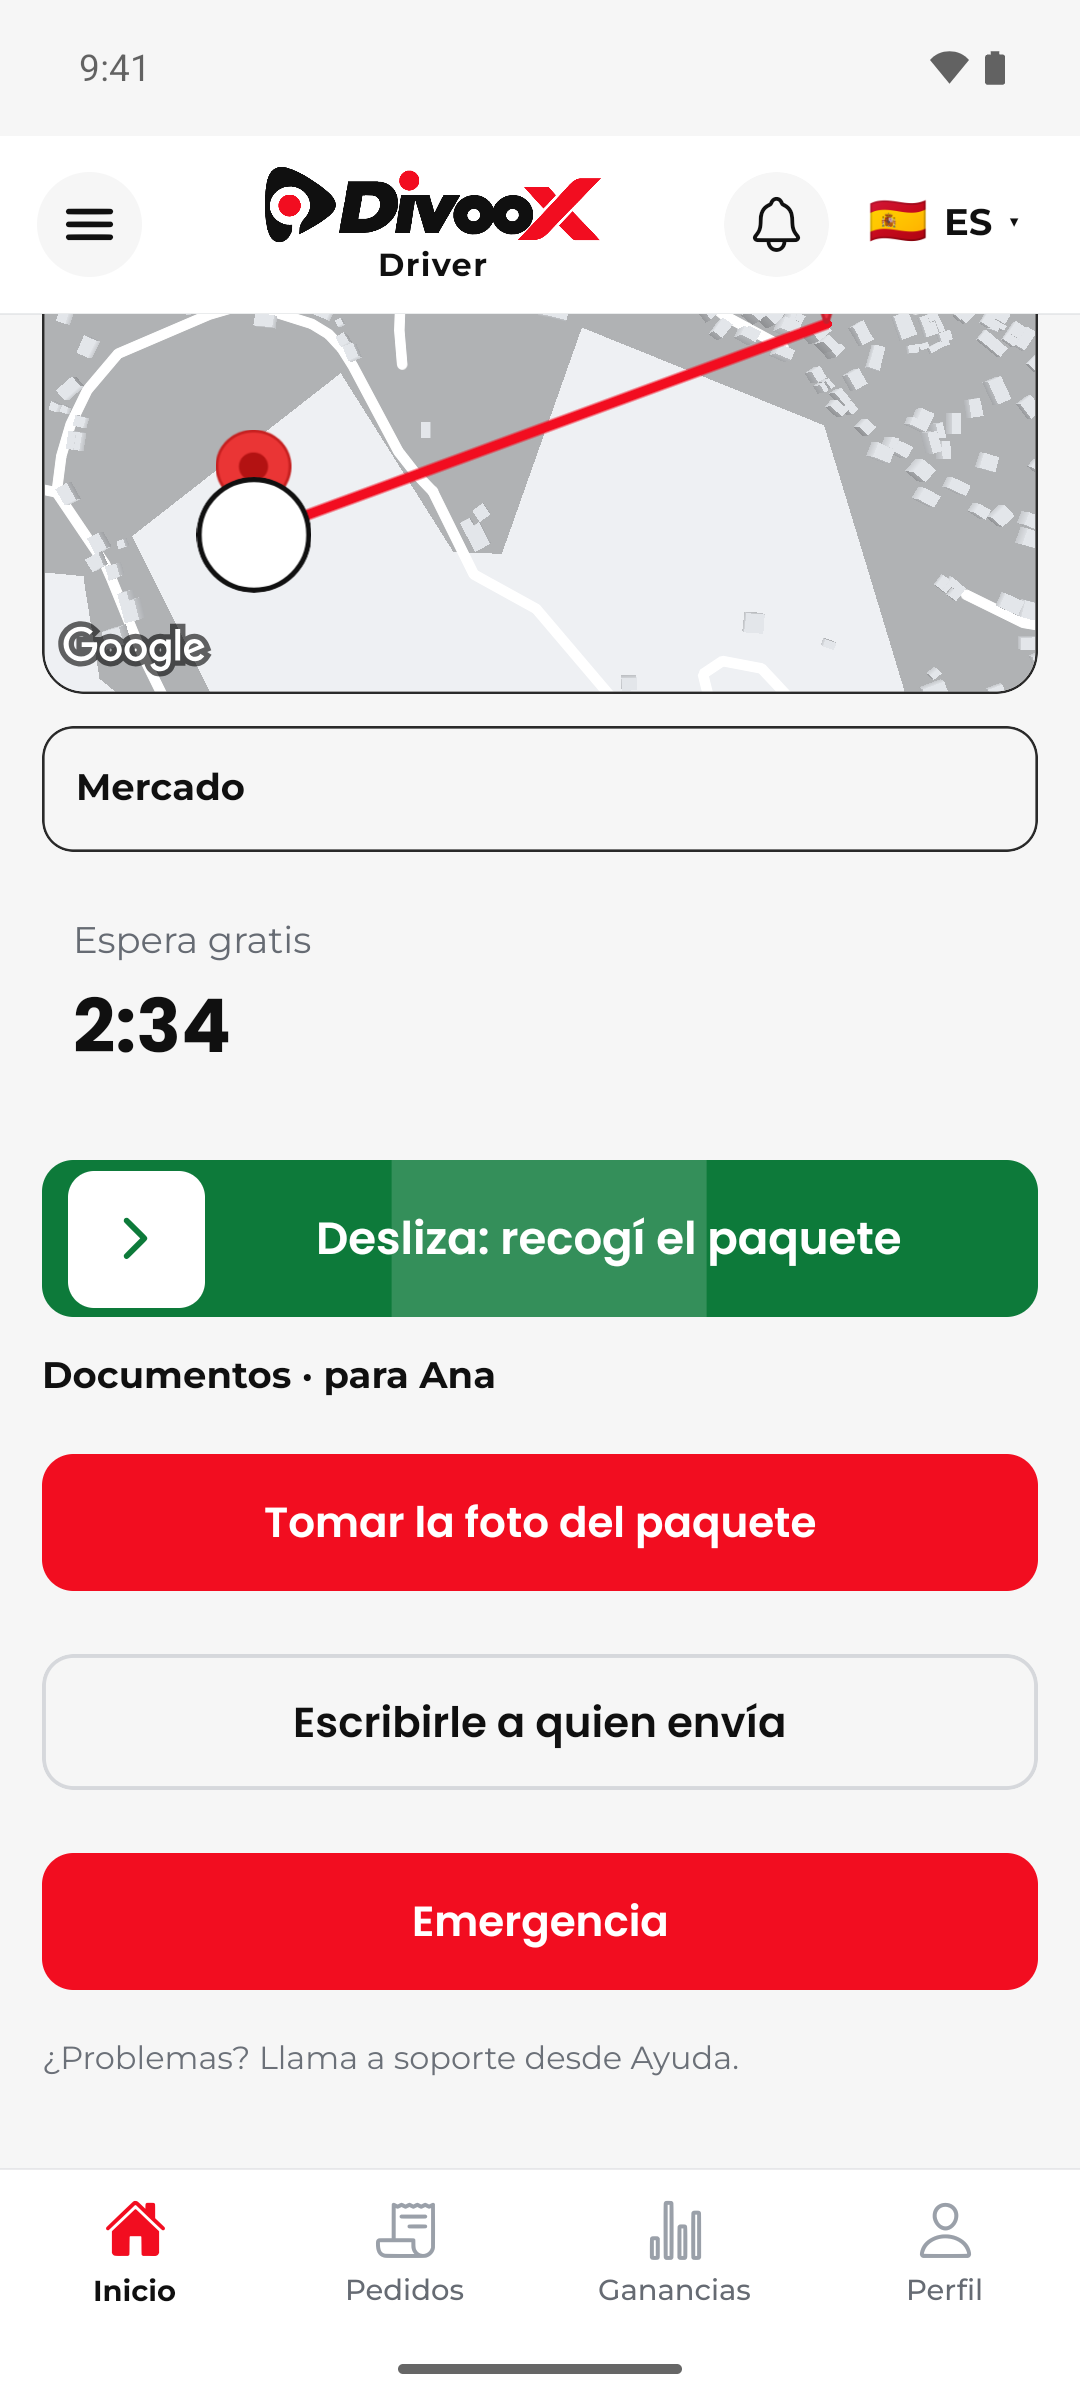 9:41
DivooX
Driver
ES
Google
Mercado
Espera gratis
2:34
Desliza: recogí el paquete
Documentos · para Ana
Tomar la foto del paquete
Escribirle a quien envía
Emergencia
¿Problemas? Llama a soporte desde Ayuda.
Inicio
Pedidos
Ganancias
Perfil